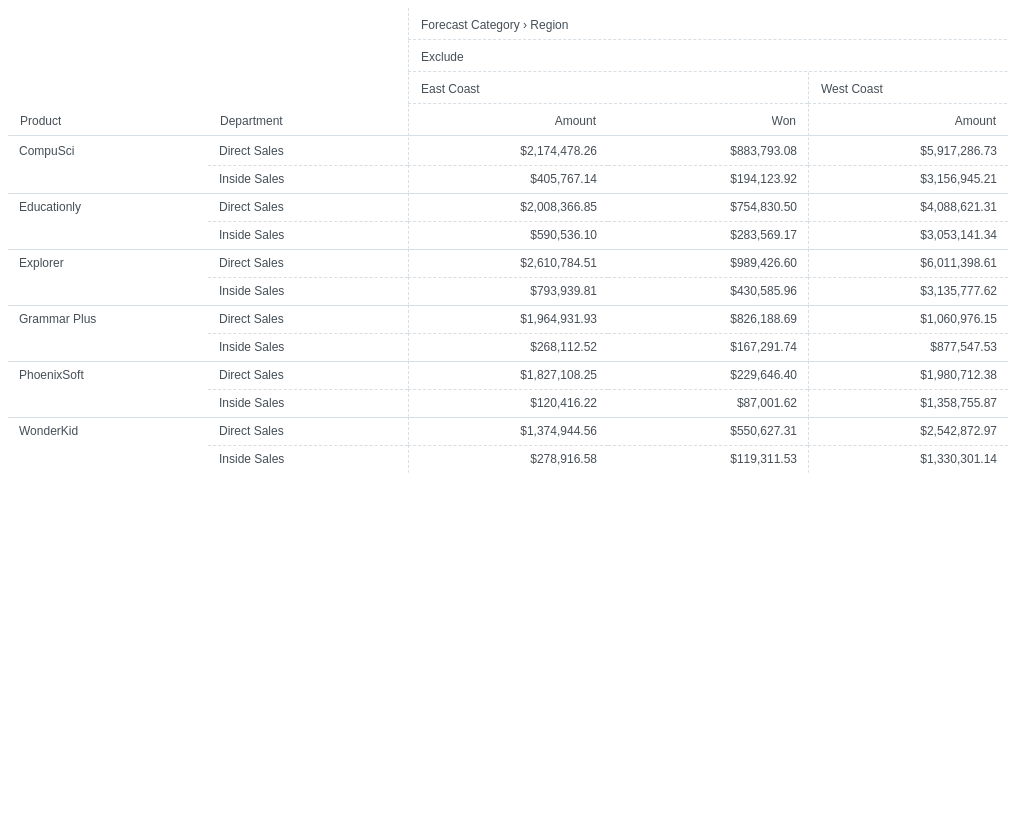 Forecast Category › Region
Exclude
East Coast West Coast
Product Department Amount Won Amount
CompuSci Direct Sales $2,174,478.26 $883,793.08 $5,917,286.73
Inside Sales $405,767.14 $194,123.92 $3,156,945.21
Educationly Direct Sales $2,008,366.85 $754,830.50 $4,088,621.31
Inside Sales $590,536.10 $283,569.17 $3,053,141.34
Explorer Direct Sales $2,610,784.51 $989,426.60 $6,011,398.61
Inside Sales $793,939.81 $430,585.96 $3,135,777.62
Grammar Plus Direct Sales $1,964,931.93 $826,188.69 $1,060,976.15
Inside Sales $268,112.52 $167,291.74 $877,547.53
PhoenixSoft Direct Sales $1,827,108.25 $229,646.40 $1,980,712.38
Inside Sales $120,416.22 $87,001.62 $1,358,755.87
WonderKid Direct Sales $1,374,944.56 $550,627.31 $2,542,872.97
Inside Sales $278,916.58 $119,311.53 $1,330,301.14